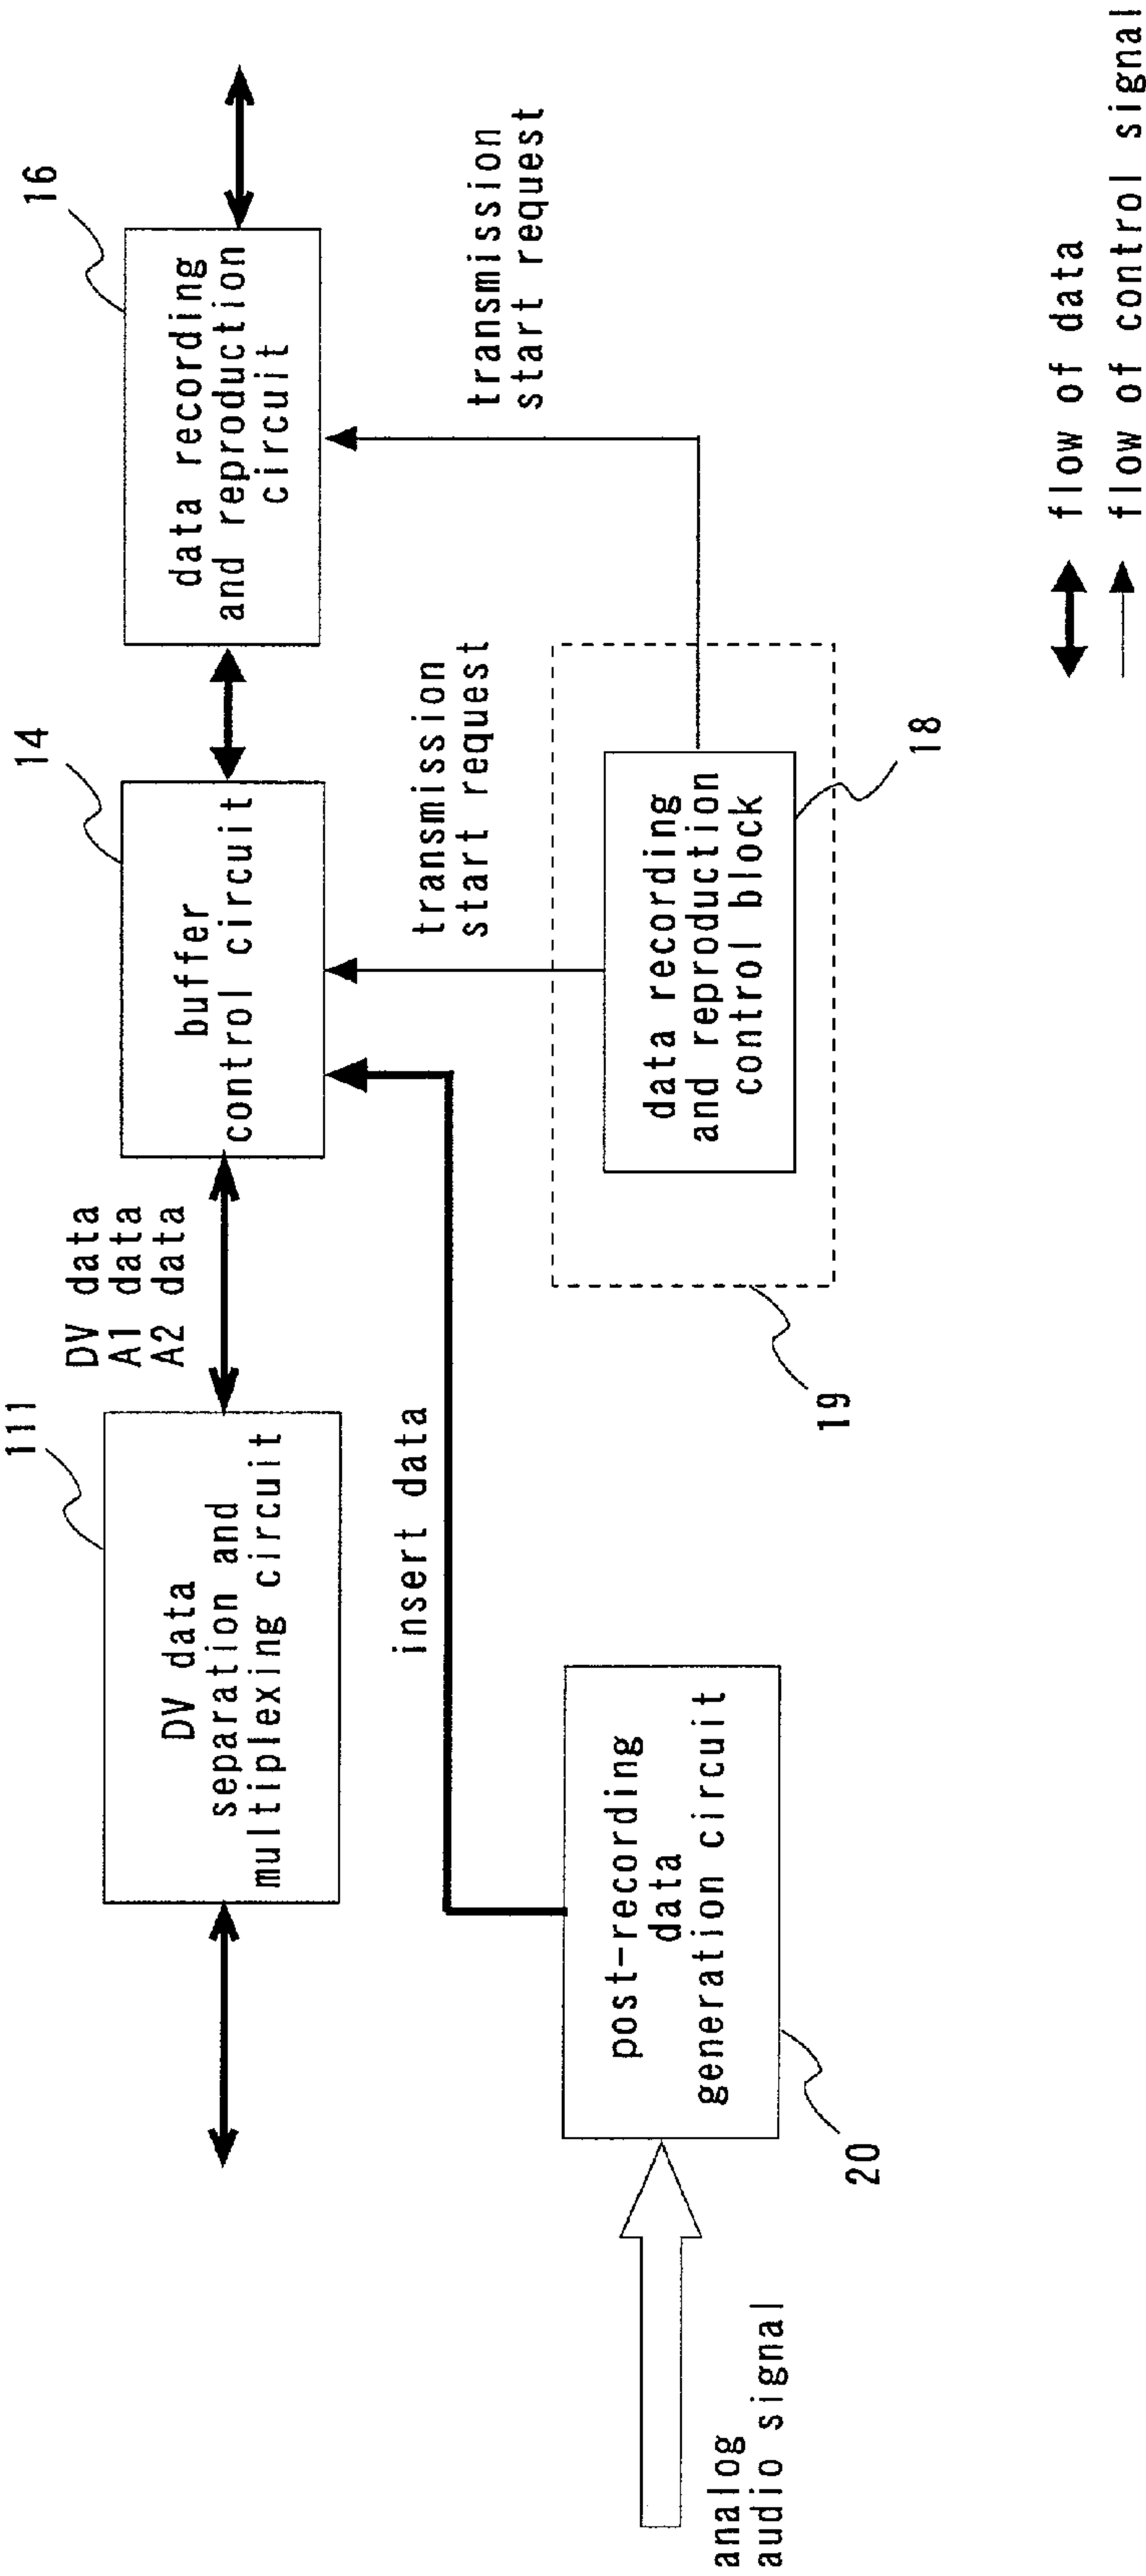 111
DV data
separation and
multiplexing circuit
DV data
A1 data
A2 data
14
buffer
control circuit
16
data recording
and reproduction
circuit
insert data
transmission
start request
transmission
start request
analog
audio signal
post-recording
data
generation circuit
20
data recording
and reproduction
control block
18
19
flow of data
flow of control signal